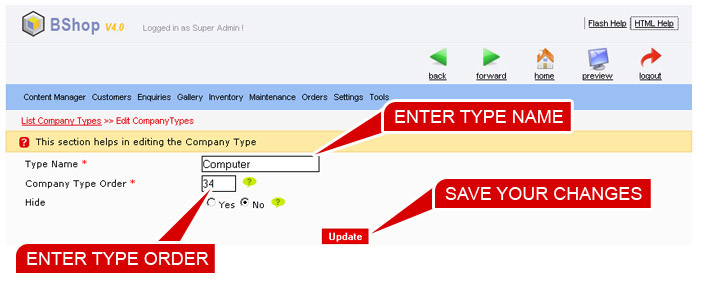 BShop V4.0 Logged in as Super Admin ! Flash Help HTML Help
back forward home preview logout
Content Manager Customers Enquiries Gallery Inventory Maintenance Orders Settings Tools
ENTER TYPE NAME
List Company Types >> Edit CompanyTypes
? This section helps in editing the Company Type
Type Name * Computer
Company Type Order * 34 ?
SAVE YOUR CHANGES
Hide Yes No ?
Update
ENTER TYPE ORDER